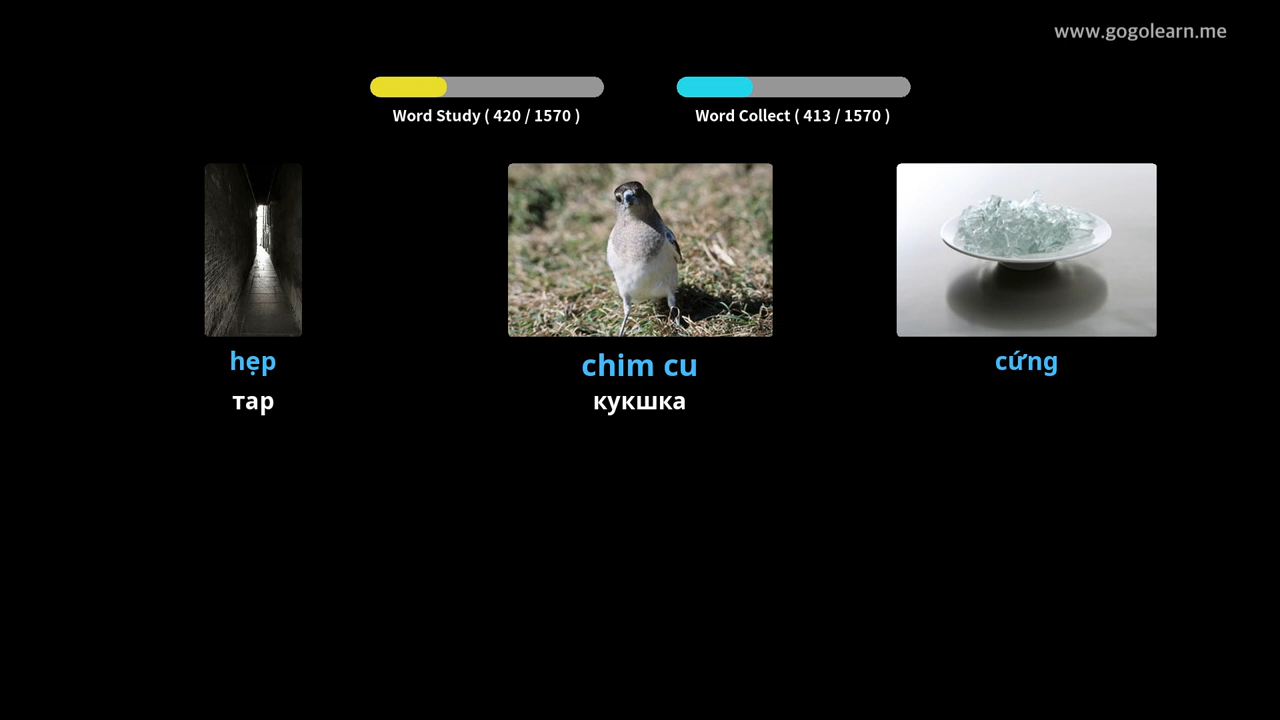 www.gogolearn.me
Word Study ( 420 / 1570 )
Word Collect ( 413 / 1570 )
hẹp
chim cu
cứng
тар
кукшка